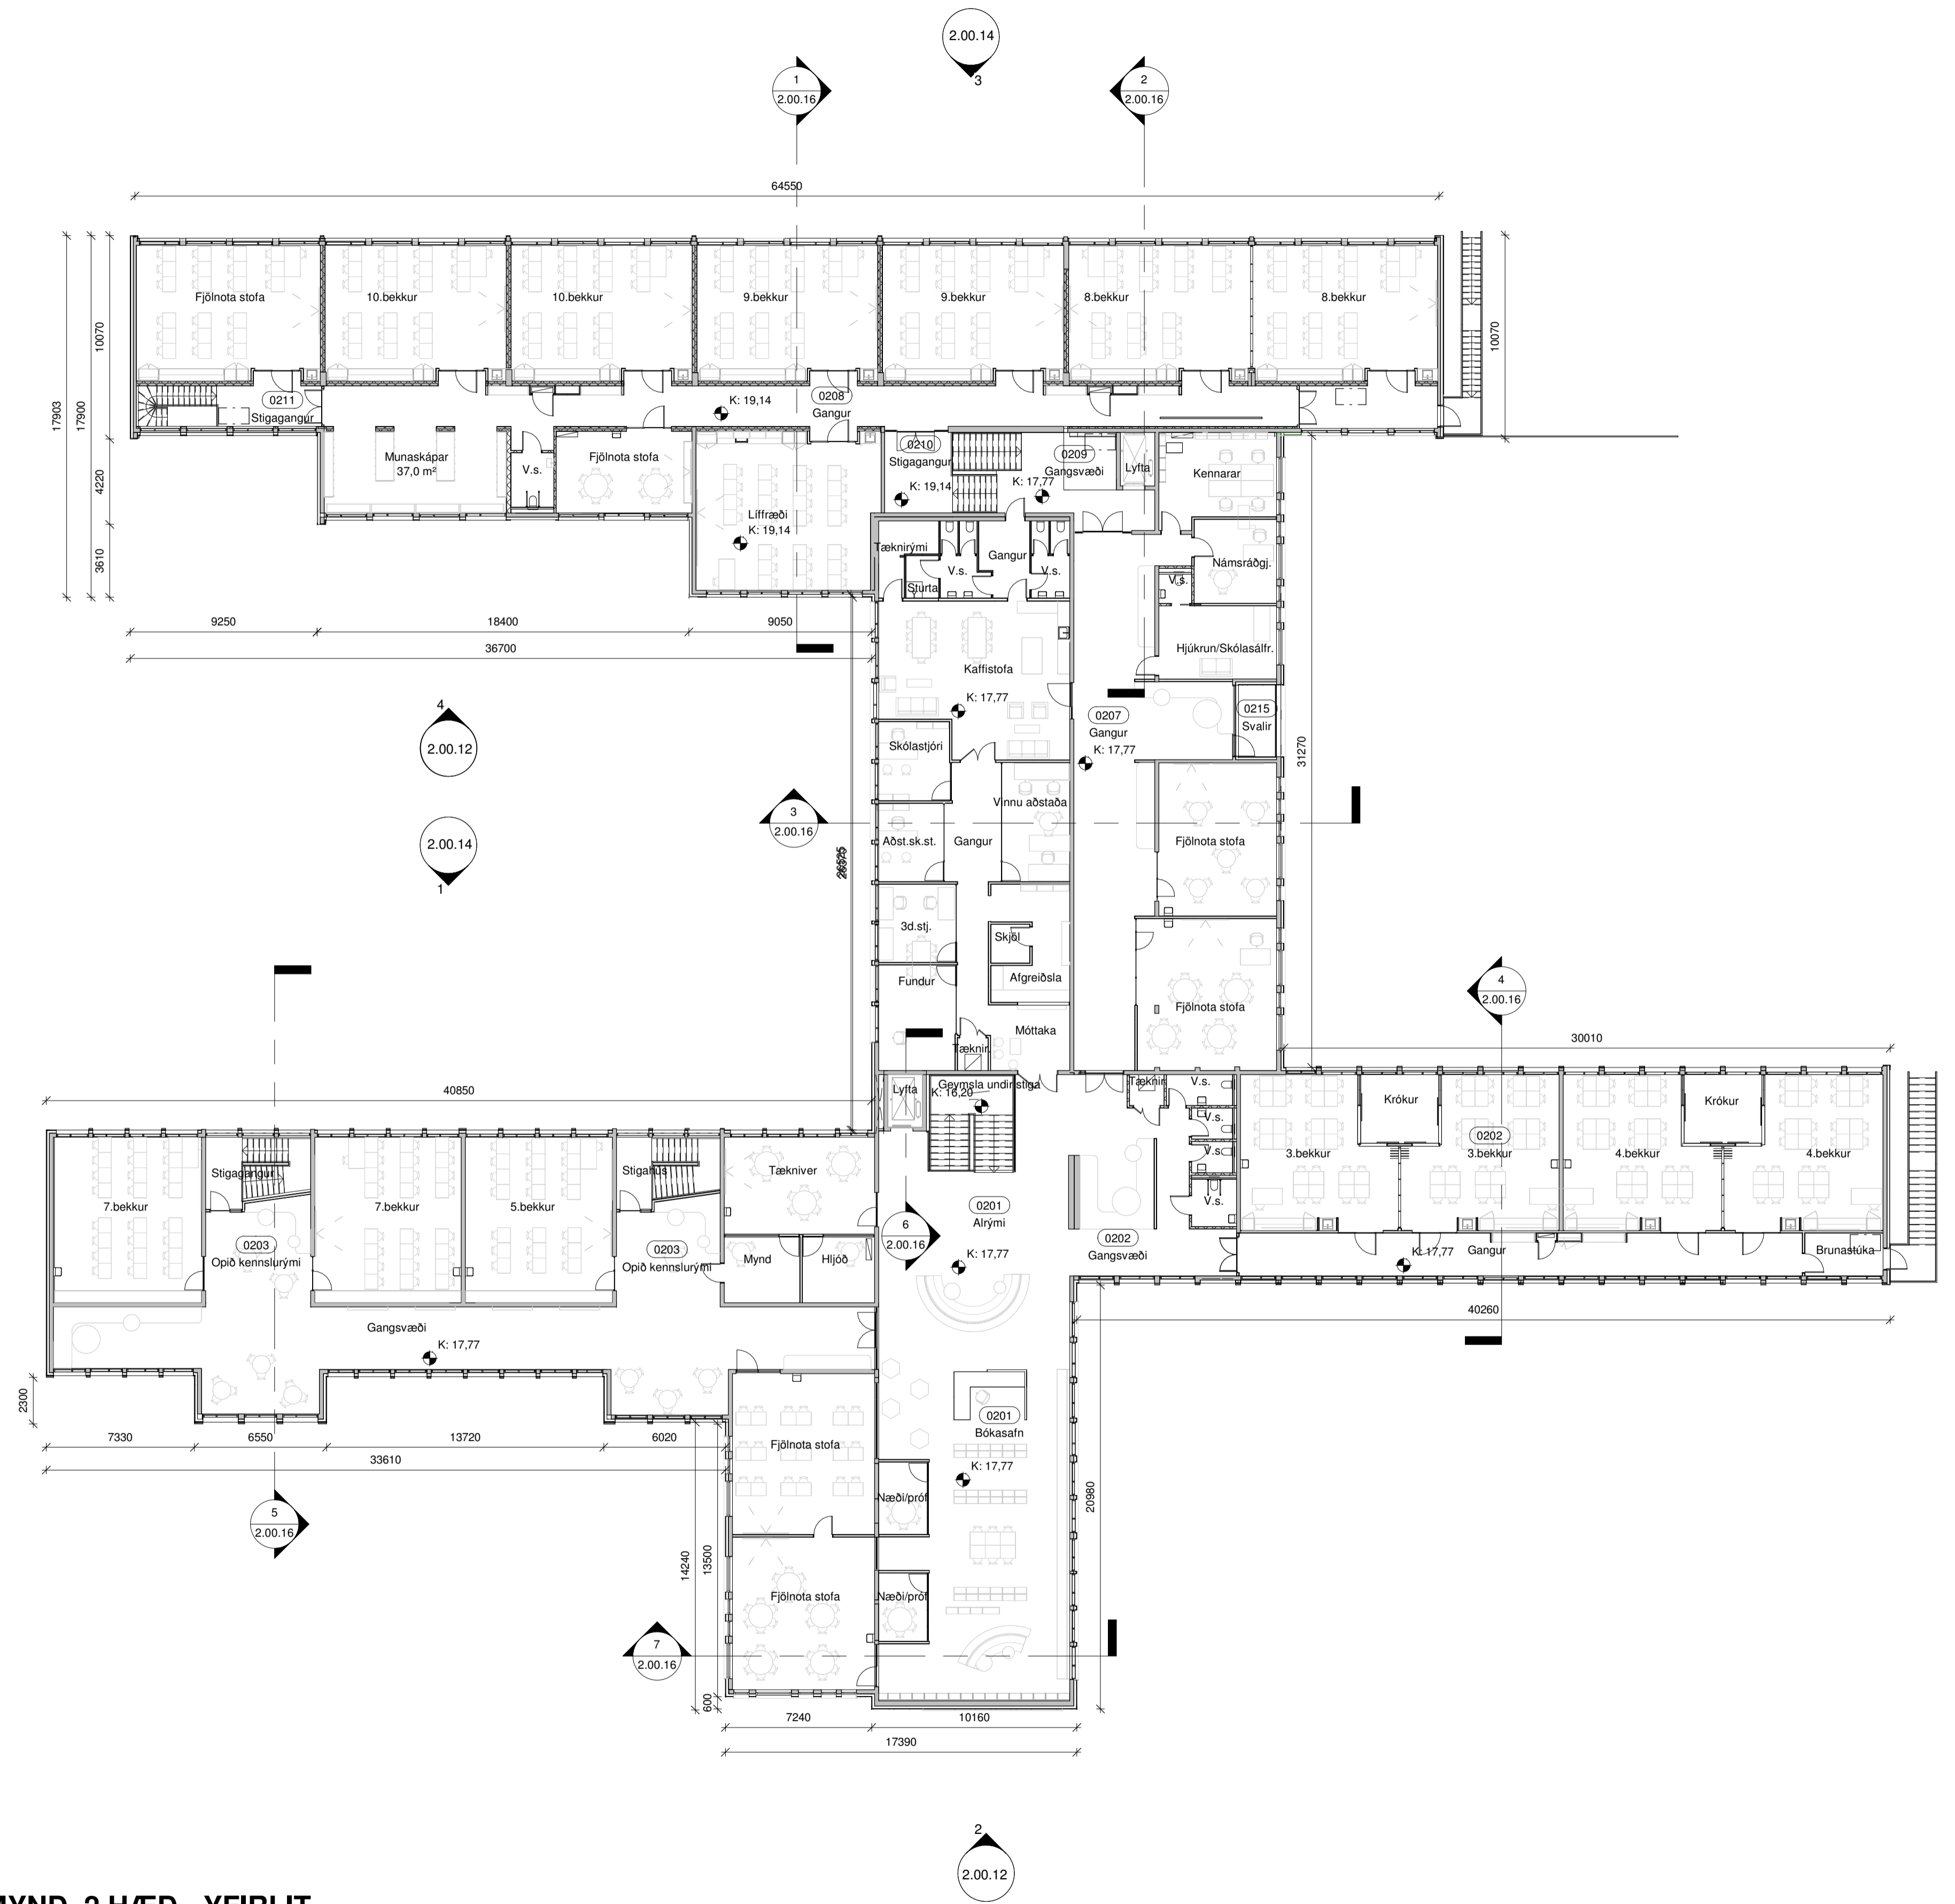 2.00.14
3
1
2.00.16
2
2.00.16
64550
17903
17900
10070
4220
3610
10070
Fjölnota stofa
10.bekkur
10.bekkur
9.bekkur
9.bekkur
8.bekkur
8.bekkur
0211
Stigagangur
K: 19,14
0208
Gangur
Munaskápar
37,0 m²
V.s.
Fjölnota stofa
Líffræði
K: 19,14
0210
Stigagangur
K: 19,14
0209
Gangsvæði
K: 17,77
Lyfta
Kennarar
Tæknirými
Sturta
V.s.
Gangur
V.s.
V.s.
Námsráðgj.
Hjúkrun/Skólasálfr.
9250
18400
9050
36700
Kaffistofa
K: 17,77
0207
Gangur
K: 17,77
0215
Svalir
31270
4
2.00.12
2.00.14
1
Skólastjóri
Vinnu aðstaða
3
2.00.16
Aðst.sk.st.
Gangur
Fjölnota stofa
3d.stj.
Skjöl
Fundur
Afgreiðsla
Fjölnota stofa
Móttaka
Tæknir.
4
2.00.16
30010
40850
Lyfta
Geymsla undir stiga
K: 16,20
Tæknir.
V.s.
V.s.
V.s.
V.s.
Krókur
Krókur
0202
3.bekkur
3.bekkur
4.bekkur
4.bekkur
Stigagangur
Stigahús
Tækniver
7.bekkur
7.bekkur
5.bekkur
0203
Opið kennslurými
0203
Opið kennslurými
Mynd
Hljóð
6
2.00.16
0201
Alrými
K: 17,77
0202
Gangsvæði
K: 17,77
Gangur
Brunastúka
40260
Gangsvæði
K: 17,77
2300
7330
6550
13720
6020
33610
5
2.00.16
Fjölnota stofa
0201
Bókasafn
K: 17,77
Næði/próf
20980
14240
13500
600
Fjölnota stofa
Næði/próf
7
2.00.16
7240
10160
17390
2
2.00.12